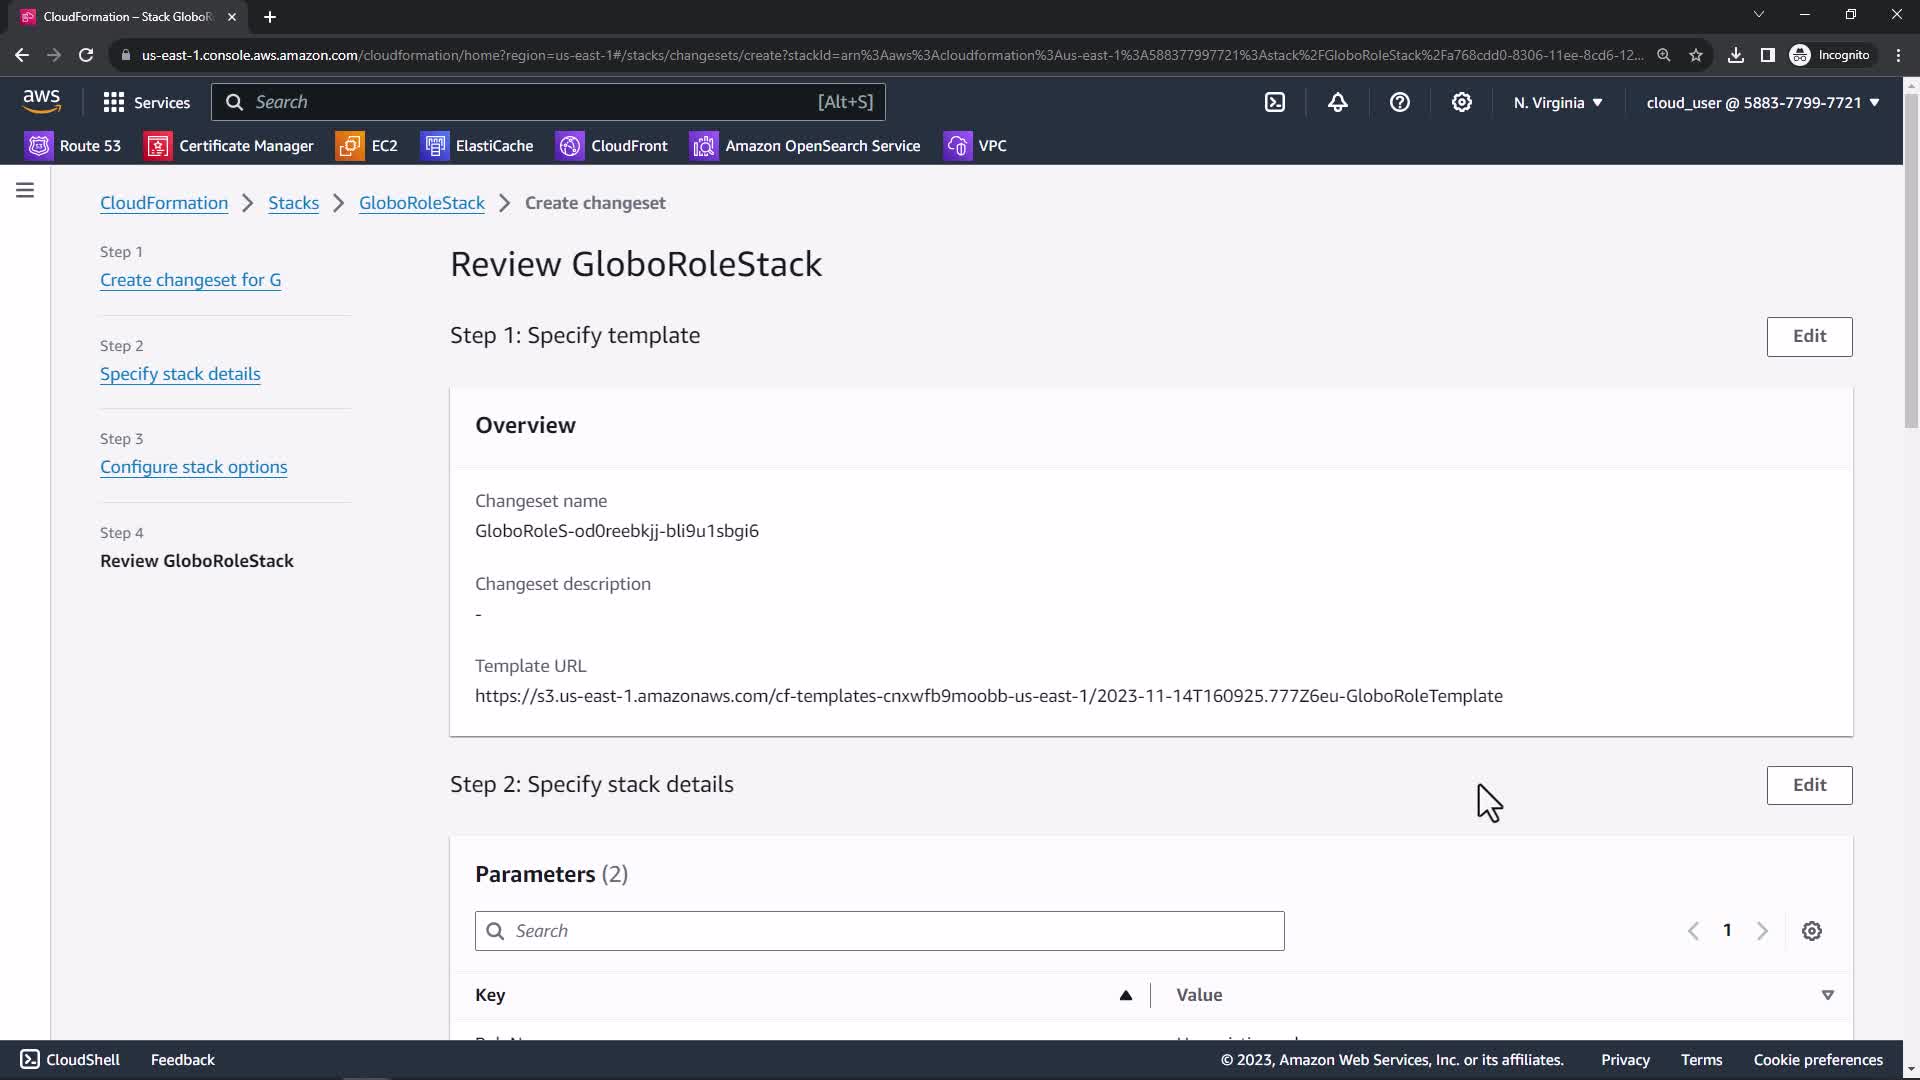 CloudFormation – Stack GloboR
us-east-1.console.aws.amazon.com/cloudformation/home?region=us-east-1#/stacks/changesets/create?stackId=arn%3Aaws%3Acloudformation%3Aus-east-1%3A588377997721%3Astack%2FGloboRoleStack%2Fa768cdd0-8306-11ee-8cd6-12...
Incognito
aws
Services
Search
[Alt+S]
N. Virginia
cloud_user @ 5883-7799-7721
Route 53
Certificate Manager
EC2
ElastiCache
CloudFront
Amazon OpenSearch Service
VPC
CloudFormation
Stacks
GloboRoleStack
Create changeset
Step 1
Create changeset for G
Step 2
Specify stack details
Step 3
Configure stack options
Step 4
Review GloboRoleStack
Review GloboRoleStack
Step 1: Specify template
Edit
Overview
Changeset name
GloboRoleS-od0reebkjj-bli9u1sbgi6
Changeset description
-
Template URL
https://s3.us-east-1.amazonaws.com/cf-templates-cnxwfb9moobb-us-east-1/2023-11-14T160925.777Z6eu-GloboRoleTemplate
Step 2: Specify stack details
Edit
Parameters (2)
Search
1
Key
Value
CloudShell
Feedback
© 2023, Amazon Web Services, Inc. or its affiliates.
Privacy
Terms
Cookie preferences